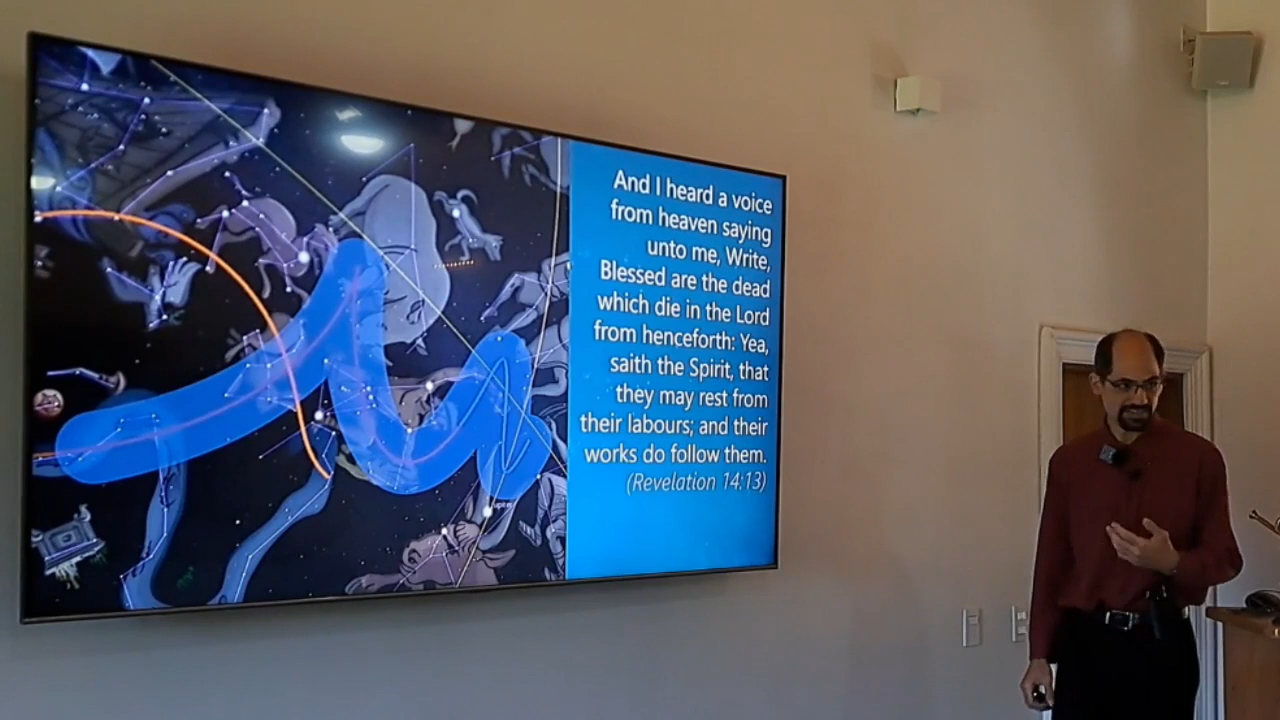 And I heard a voice
from heaven saying
unto me, Write,
Blessed are the dead
which die in the Lord
from henceforth: Yea,
saith the Spirit, that
they may rest from
their labours; and their
works do follow them.
(Revelation 14:13)
Jupiter